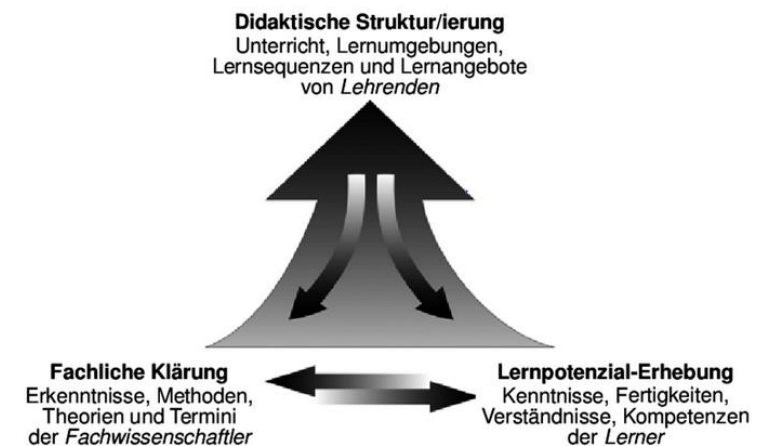 Didaktische Struktur/ierung
Unterricht, Lernumgebungen,
Lernsequenzen und Lernangebote
von Lehrenden
Fachliche Klärung
Erkenntnisse, Methoden,
Theorien und Termini
der Fachwissenschaftler
Lernpotenzial-Erhebung
Kenntnisse, Fertigkeiten,
Verständnisse, Kompetenzen
der Lerner